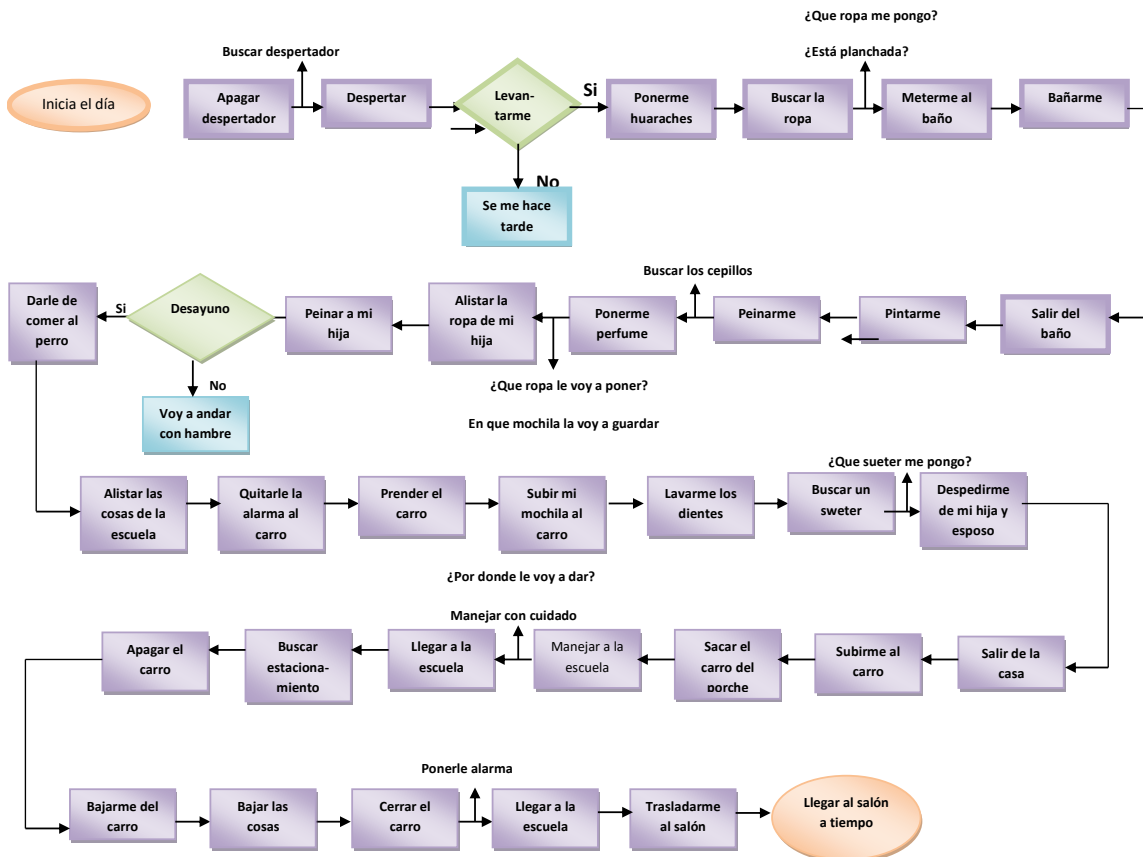 ¿Que ropa me pongo?
Buscar despertador
¿Está planchada?
Inicia el día
Apagar
despertador
Despertar
Levan-
tarme
Si
Ponerme
huaraches
Buscar la
ropa
Meterme al
baño
Bañarme
No
Se me hace
tarde
Buscar los cepillos
Darle de
comer al
perro
Si
Desayuno
Peinar a mi
hija
Alistar la
ropa de mi
hija
Ponerme
perfume
Peinarme
Pintarme
Salir del
baño
No
¿Que ropa le voy a poner?
Voy a andar
con hambre
En que mochila la voy a guardar
¿Que sueter me pongo?
Alistar las
cosas de la
escuela
Quitarle la
alarma al
carro
Prender el
carro
Subir mi
mochila al
carro
Lavarme los
dientes
Buscar un
sweter
Despedirme
de mi hija y
esposo
¿Por donde le voy a dar?
Manejar con cuidado
Apagar el
carro
Buscar
estaciona-
miento
Llegar a la
escuela
Manejar a la
escuela
Sacar el
carro del
porche
Subirme al
carro
Salir de la
casa
Ponerle alarma
Bajarme del
carro
Bajar las
cosas
Cerrar el
carro
Llegar a la
escuela
Trasladarme
al salón
Llegar al salón
a tiempo